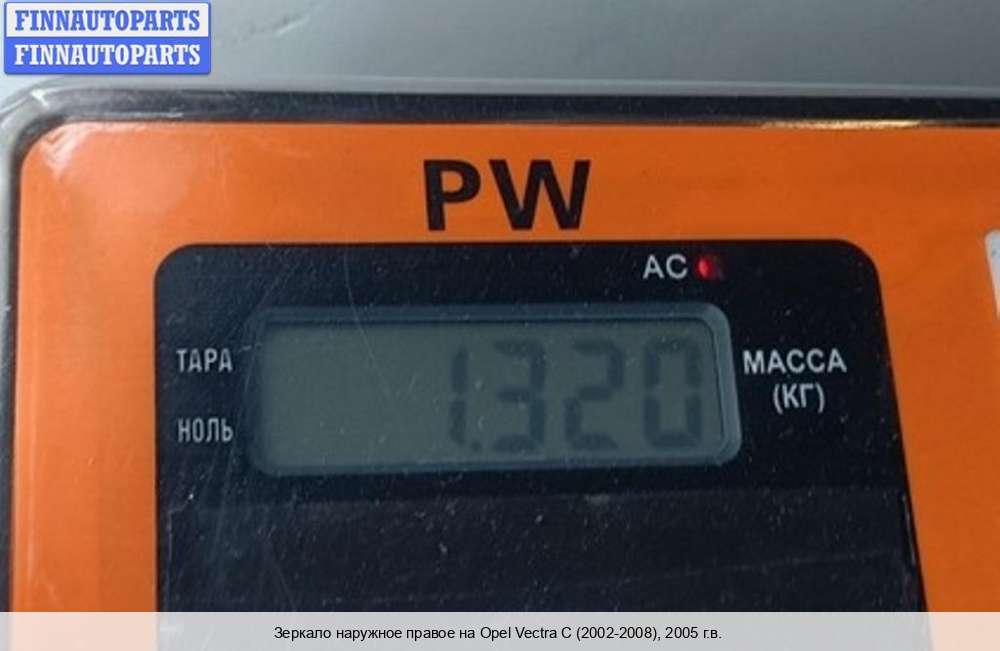 FINNAUTOPARTS
FINNAUTOPARTS
PW
AC
ТАРА
1.320
МАССА
(КГ)
НОЛЬ
Зеркало наружное правое на Opel Vectra C (2002-2008), 2005 г.в.